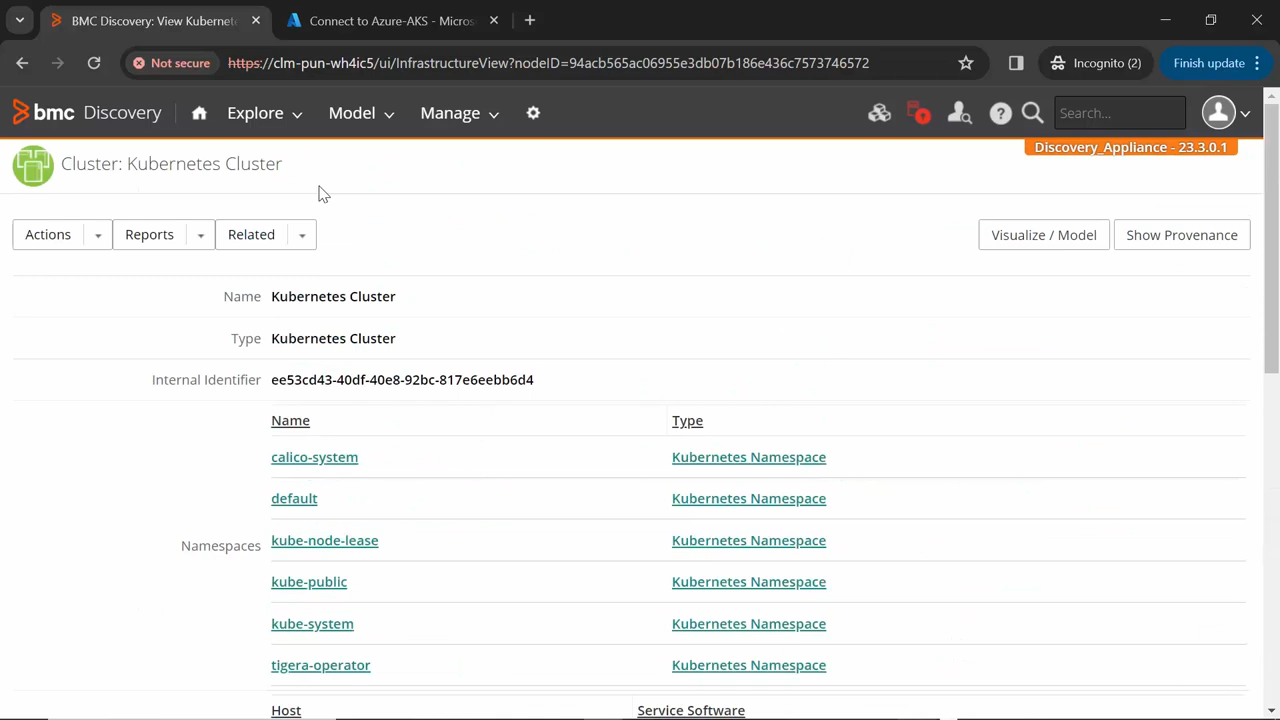 BMC Discovery: View Kubernete
Connect to Azure-AKS - Micros
Not secure https://clm-pun-wh4ic5/ui/InfrastructureView?nodeID=94acb565ac06955e3db07b186e436c7573746572 Incognito (2) Finish update
bmc Discovery Explore Model Manage Search...
Discovery_Appliance - 23.3.0.1
Cluster: Kubernetes Cluster
Actions Reports Related Visualize / Model Show Provenance
Name Kubernetes Cluster
Type Kubernetes Cluster
Internal Identifier ee53cd43-40df-40e8-92bc-817e6eebb6d4
Name Type
calico-system Kubernetes Namespace
default Kubernetes Namespace
kube-node-lease Kubernetes Namespace
Namespaces
kube-public Kubernetes Namespace
kube-system Kubernetes Namespace
tigera-operator Kubernetes Namespace
Host Service Software